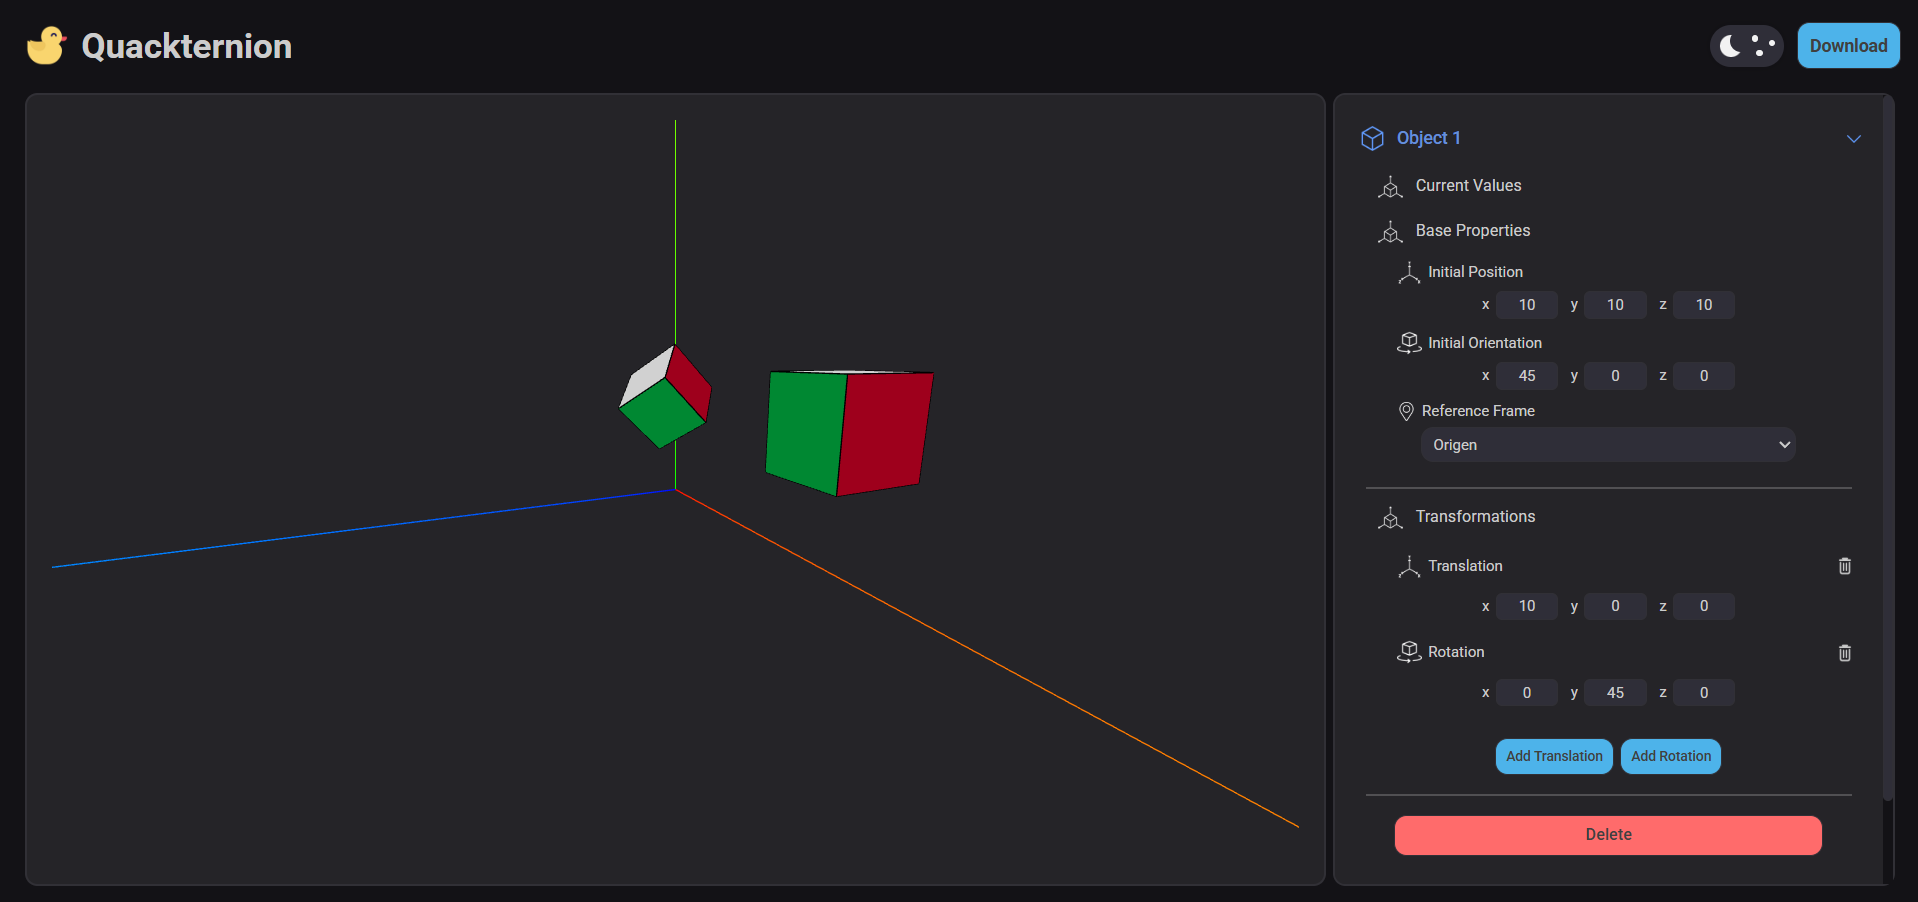 Quackternion
Download
Object 1
Current Values
Base Properties
Initial Position
x 10 y 10 z 10
Initial Orientation
x 45 y 0 z 0
Reference Frame
Origen
Transformations
Translation
x 10 y 0 z 0
Rotation
x 0 y 45 z 0
Add Translation Add Rotation
Delete